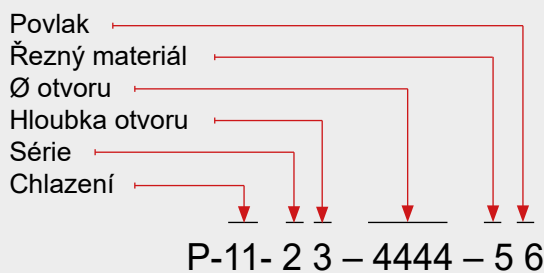 Povlak
Řezný materiál
Ø otvoru
Hloubka otvoru
Série
Chlazení
P-11- 2 3 – 4444 – 5 6